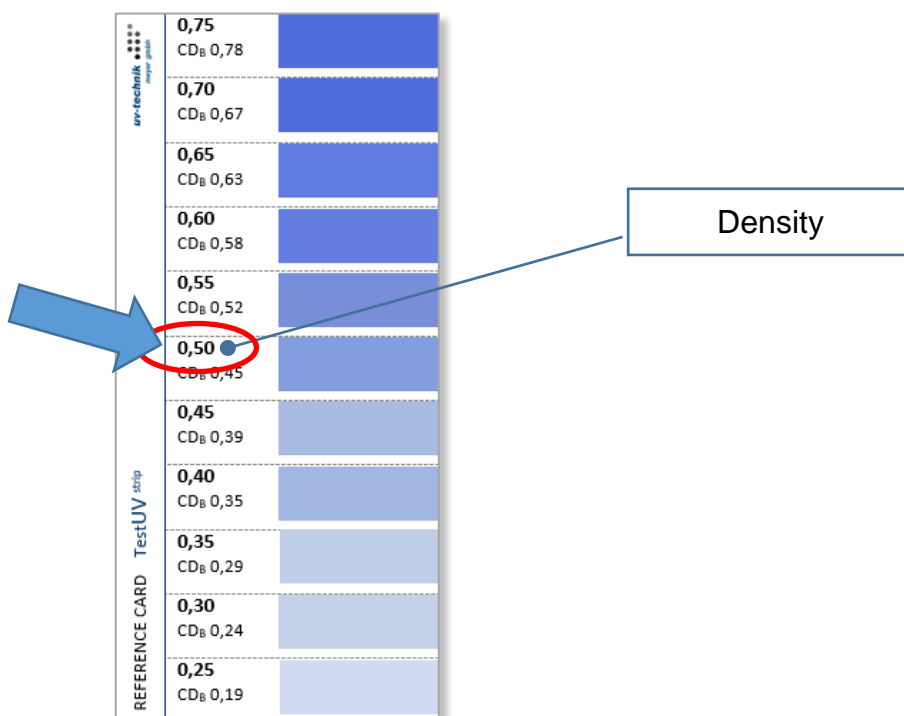 0,75
CDB 0,78
0,70
CDB 0,67
0,65
CDB 0,63
0,60
CDB 0,58
0,55
CDB 0,52
0,50
CDB 0,45
0,45
CDB 0,39
0,40
CDB 0,35
0,35
CDB 0,29
0,30
CDB 0,24
0,25
CDB 0,19
uv-technik
meyer gmbh
REFERENCE CARD TestUV strip
Density